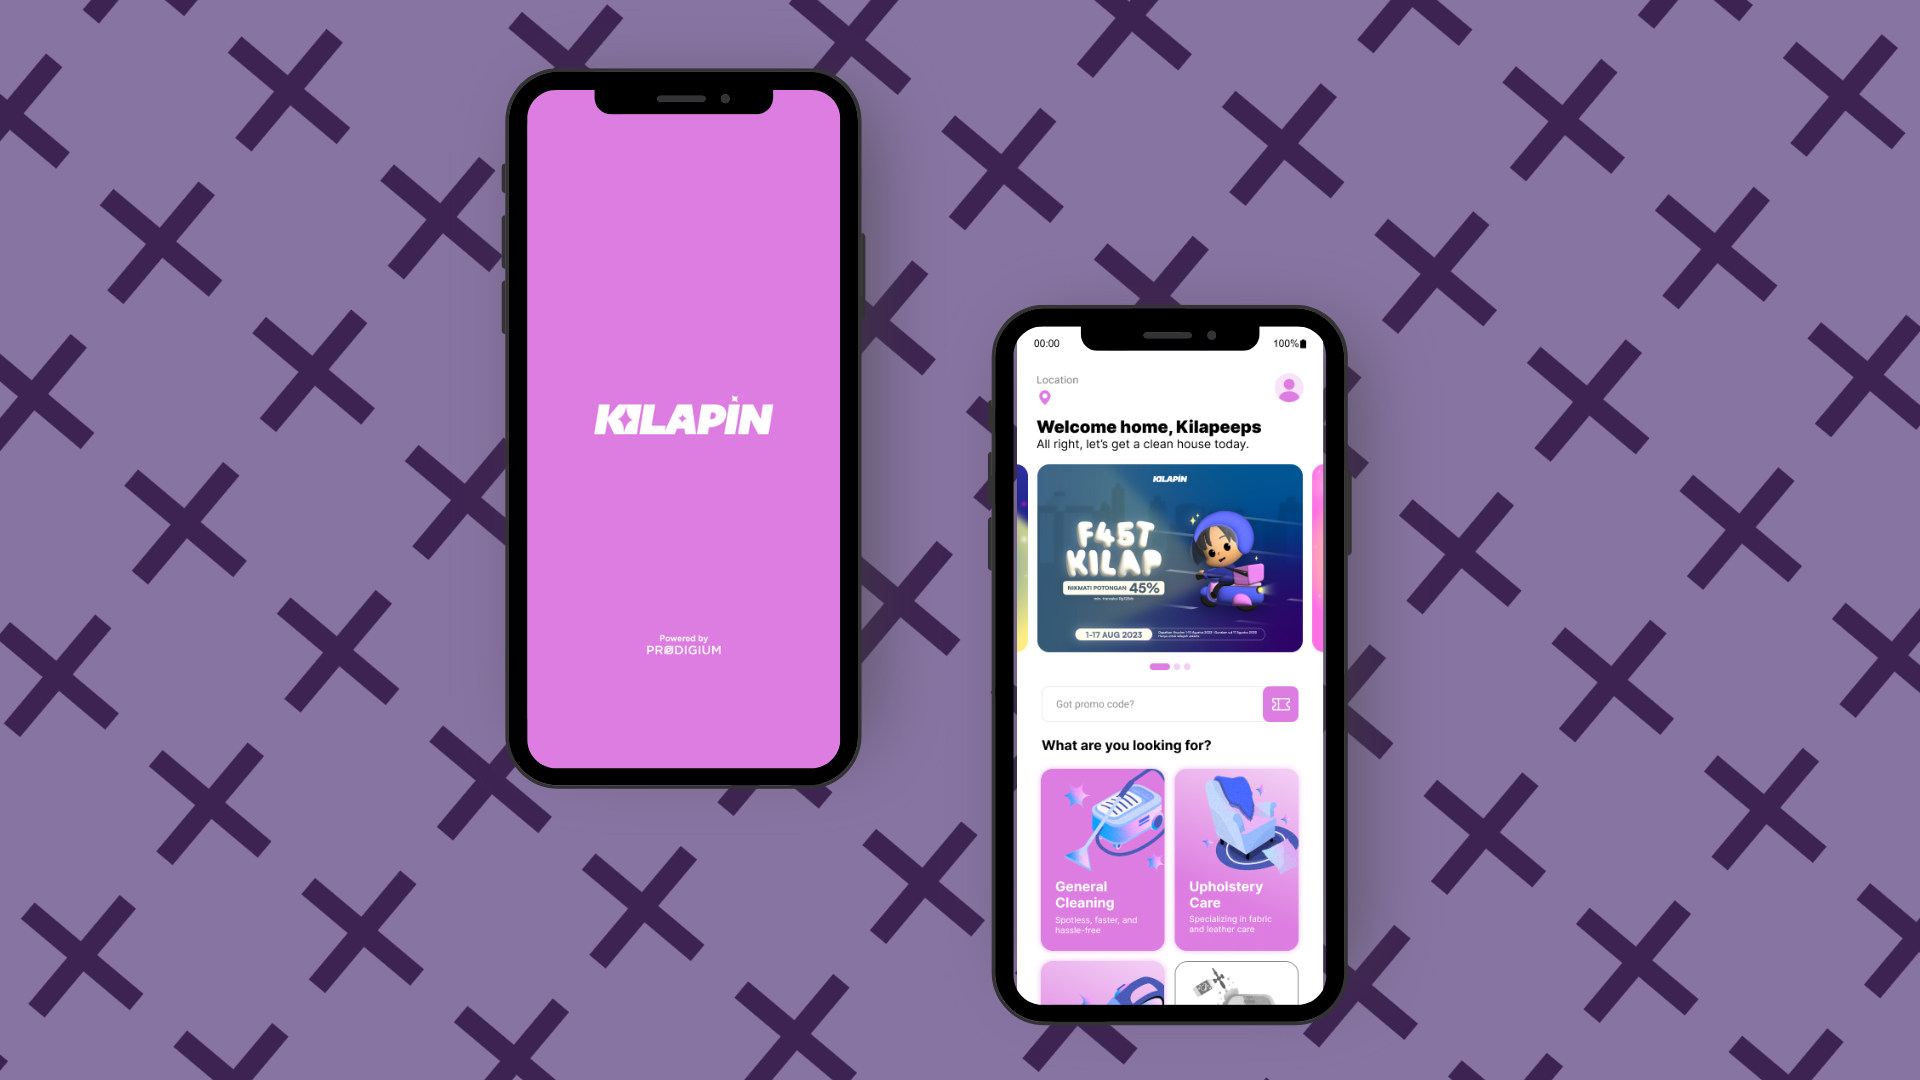 KILAPIN
Powered by
PRODIGIUM
00:00
100%
Location
Welcome home, Kilapeeps
All right, let's get a clean house today.
KILAPIN
F45T
KILAP
NIKMATI POTONGAN 45%
1-17 AUG 2023
Got promo code?
What are you looking for?
General
Cleaning
Spotless, faster, and
hassle-free
Upholstery
Care
Specializing in fabric
and leather care